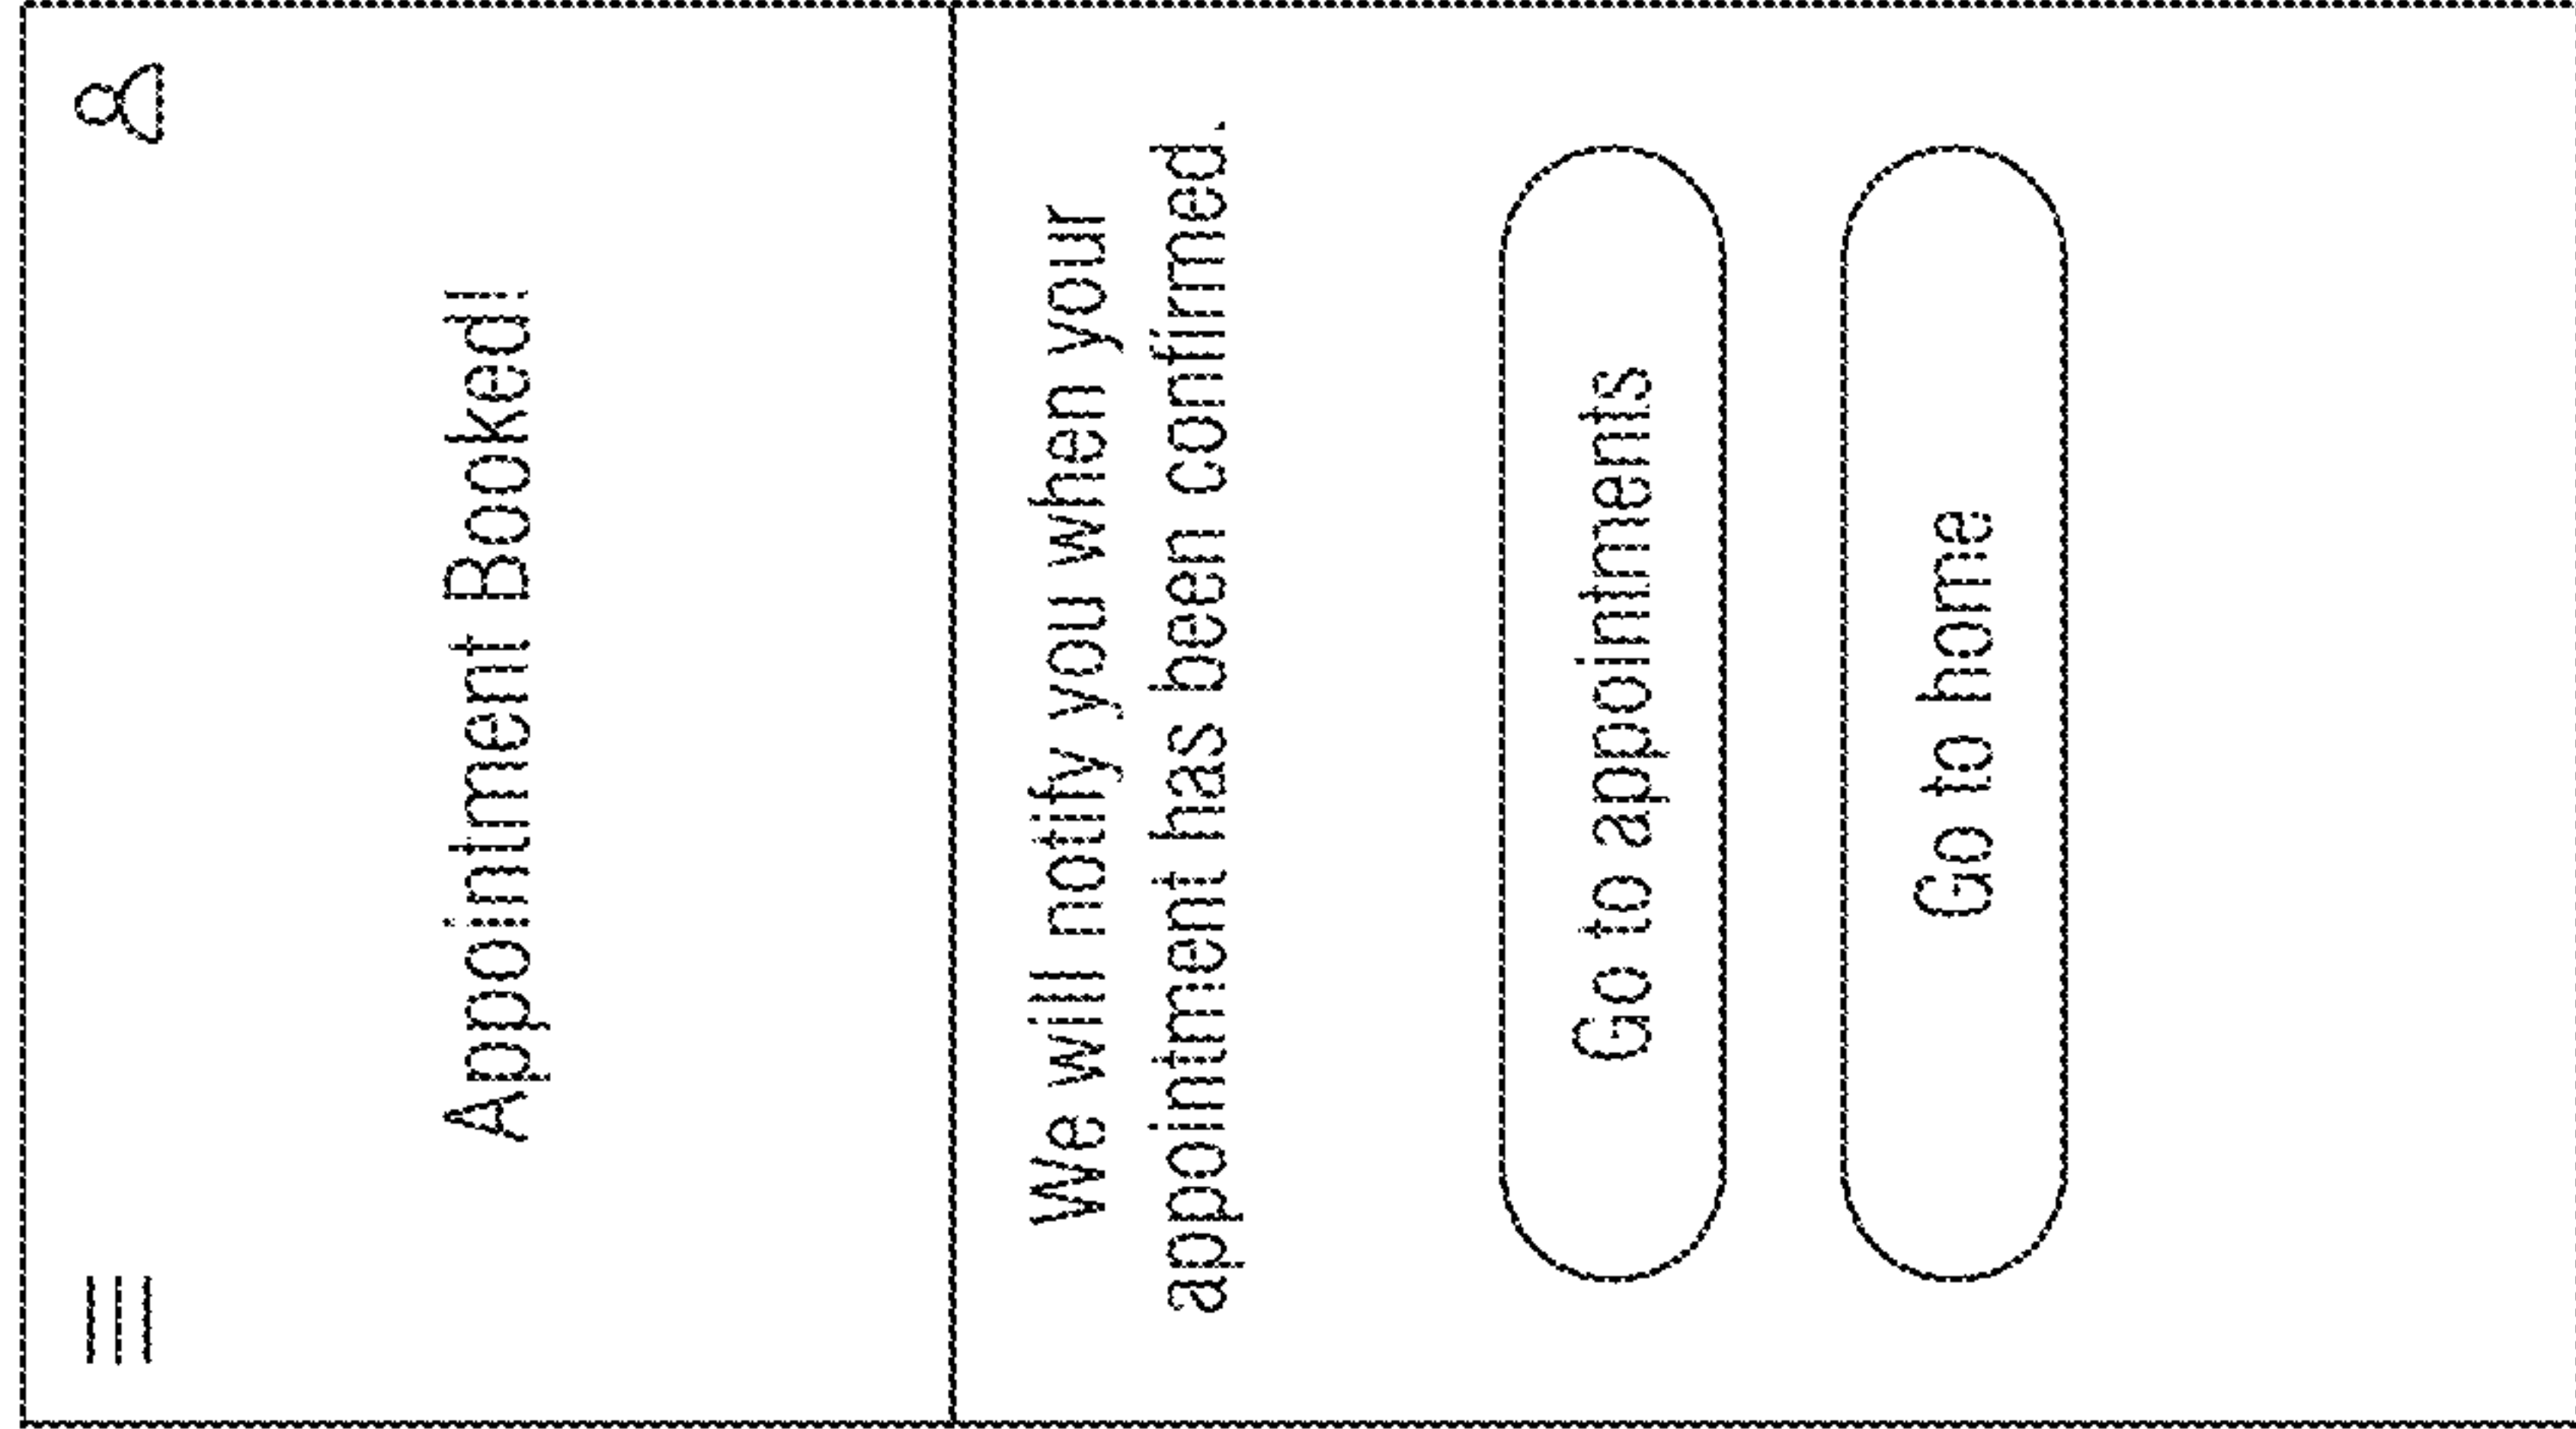 Appointment Booked!
We will notify you when your
appointment has been confirmed.
Go to appointments
Go to home